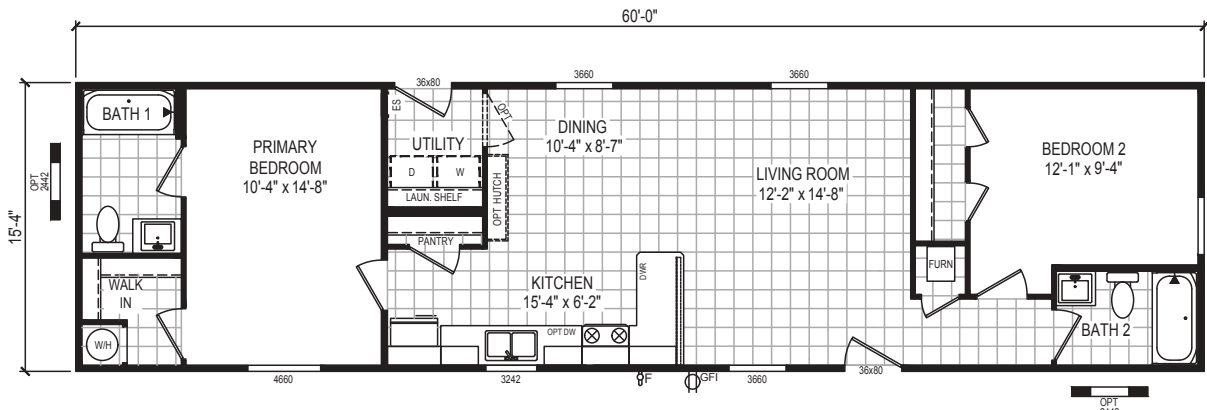 60'-0"
36x80
3660
3660
BATH 1
ES
OPT
DINING
10'-4" x 8'-7"
PRIMARY
BEDROOM
10'-4" x 14'-8"
UTILITY
BEDROOM 2
12'-1" x 9'-4"
D
W
LAUN. SHELF
OPT HUTCH
LIVING ROOM
12'-2" x 14'-8"
OPT
2442
15'-4"
PANTRY
FURN
WALK
IN
KITCHEN
15'-4" x 6'-2"
DWR
W/H
OPT DW
BATH 2
4660
3242
F
GFI
3660
36x80
OPT